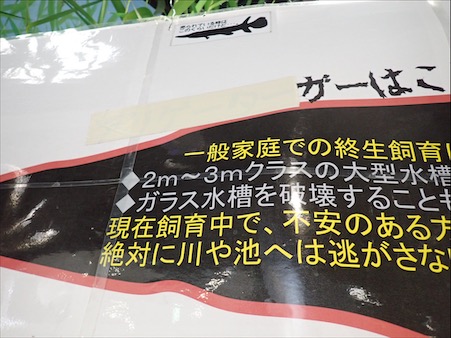 ガーはこ
一般家庭での終生飼育に
◆2m~3mクラスの大型水槽
◆ガラス水槽を破壊することも
現在飼育中で、不安のある方
絶対に川や池へは逃がさない